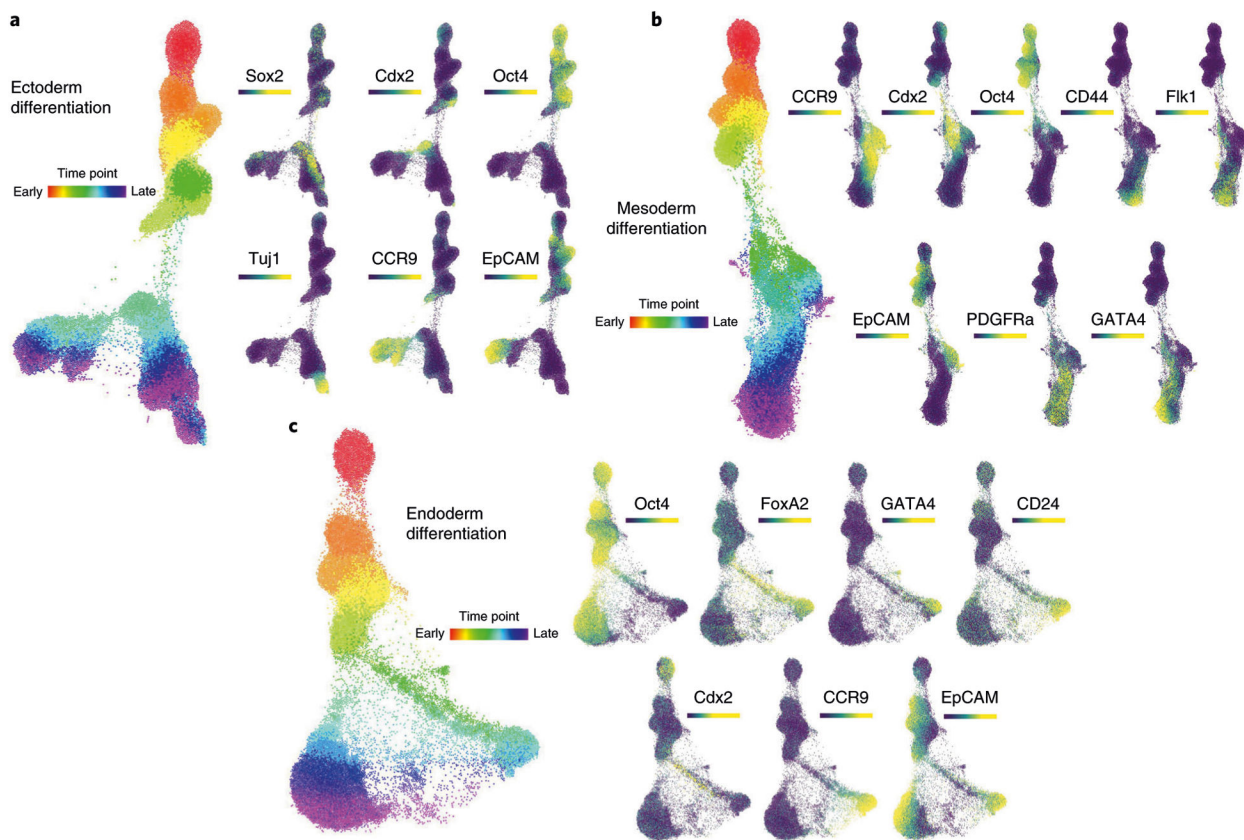 a
Ectoderm
differentiation
Time point
Early
Late
Sox2
Cdx2
Oct4
Tuj1
CCR9
EpCAM
b
Mesoderm
differentiation
Time point
Early
Late
CCR9
Cdx2
Oct4
CD44
Flk1
EpCAM
PDGFRa
GATA4
c
Endoderm
differentiation
Time point
Early
Late
Oct4
FoxA2
GATA4
CD24
Cdx2
CCR9
EpCAM